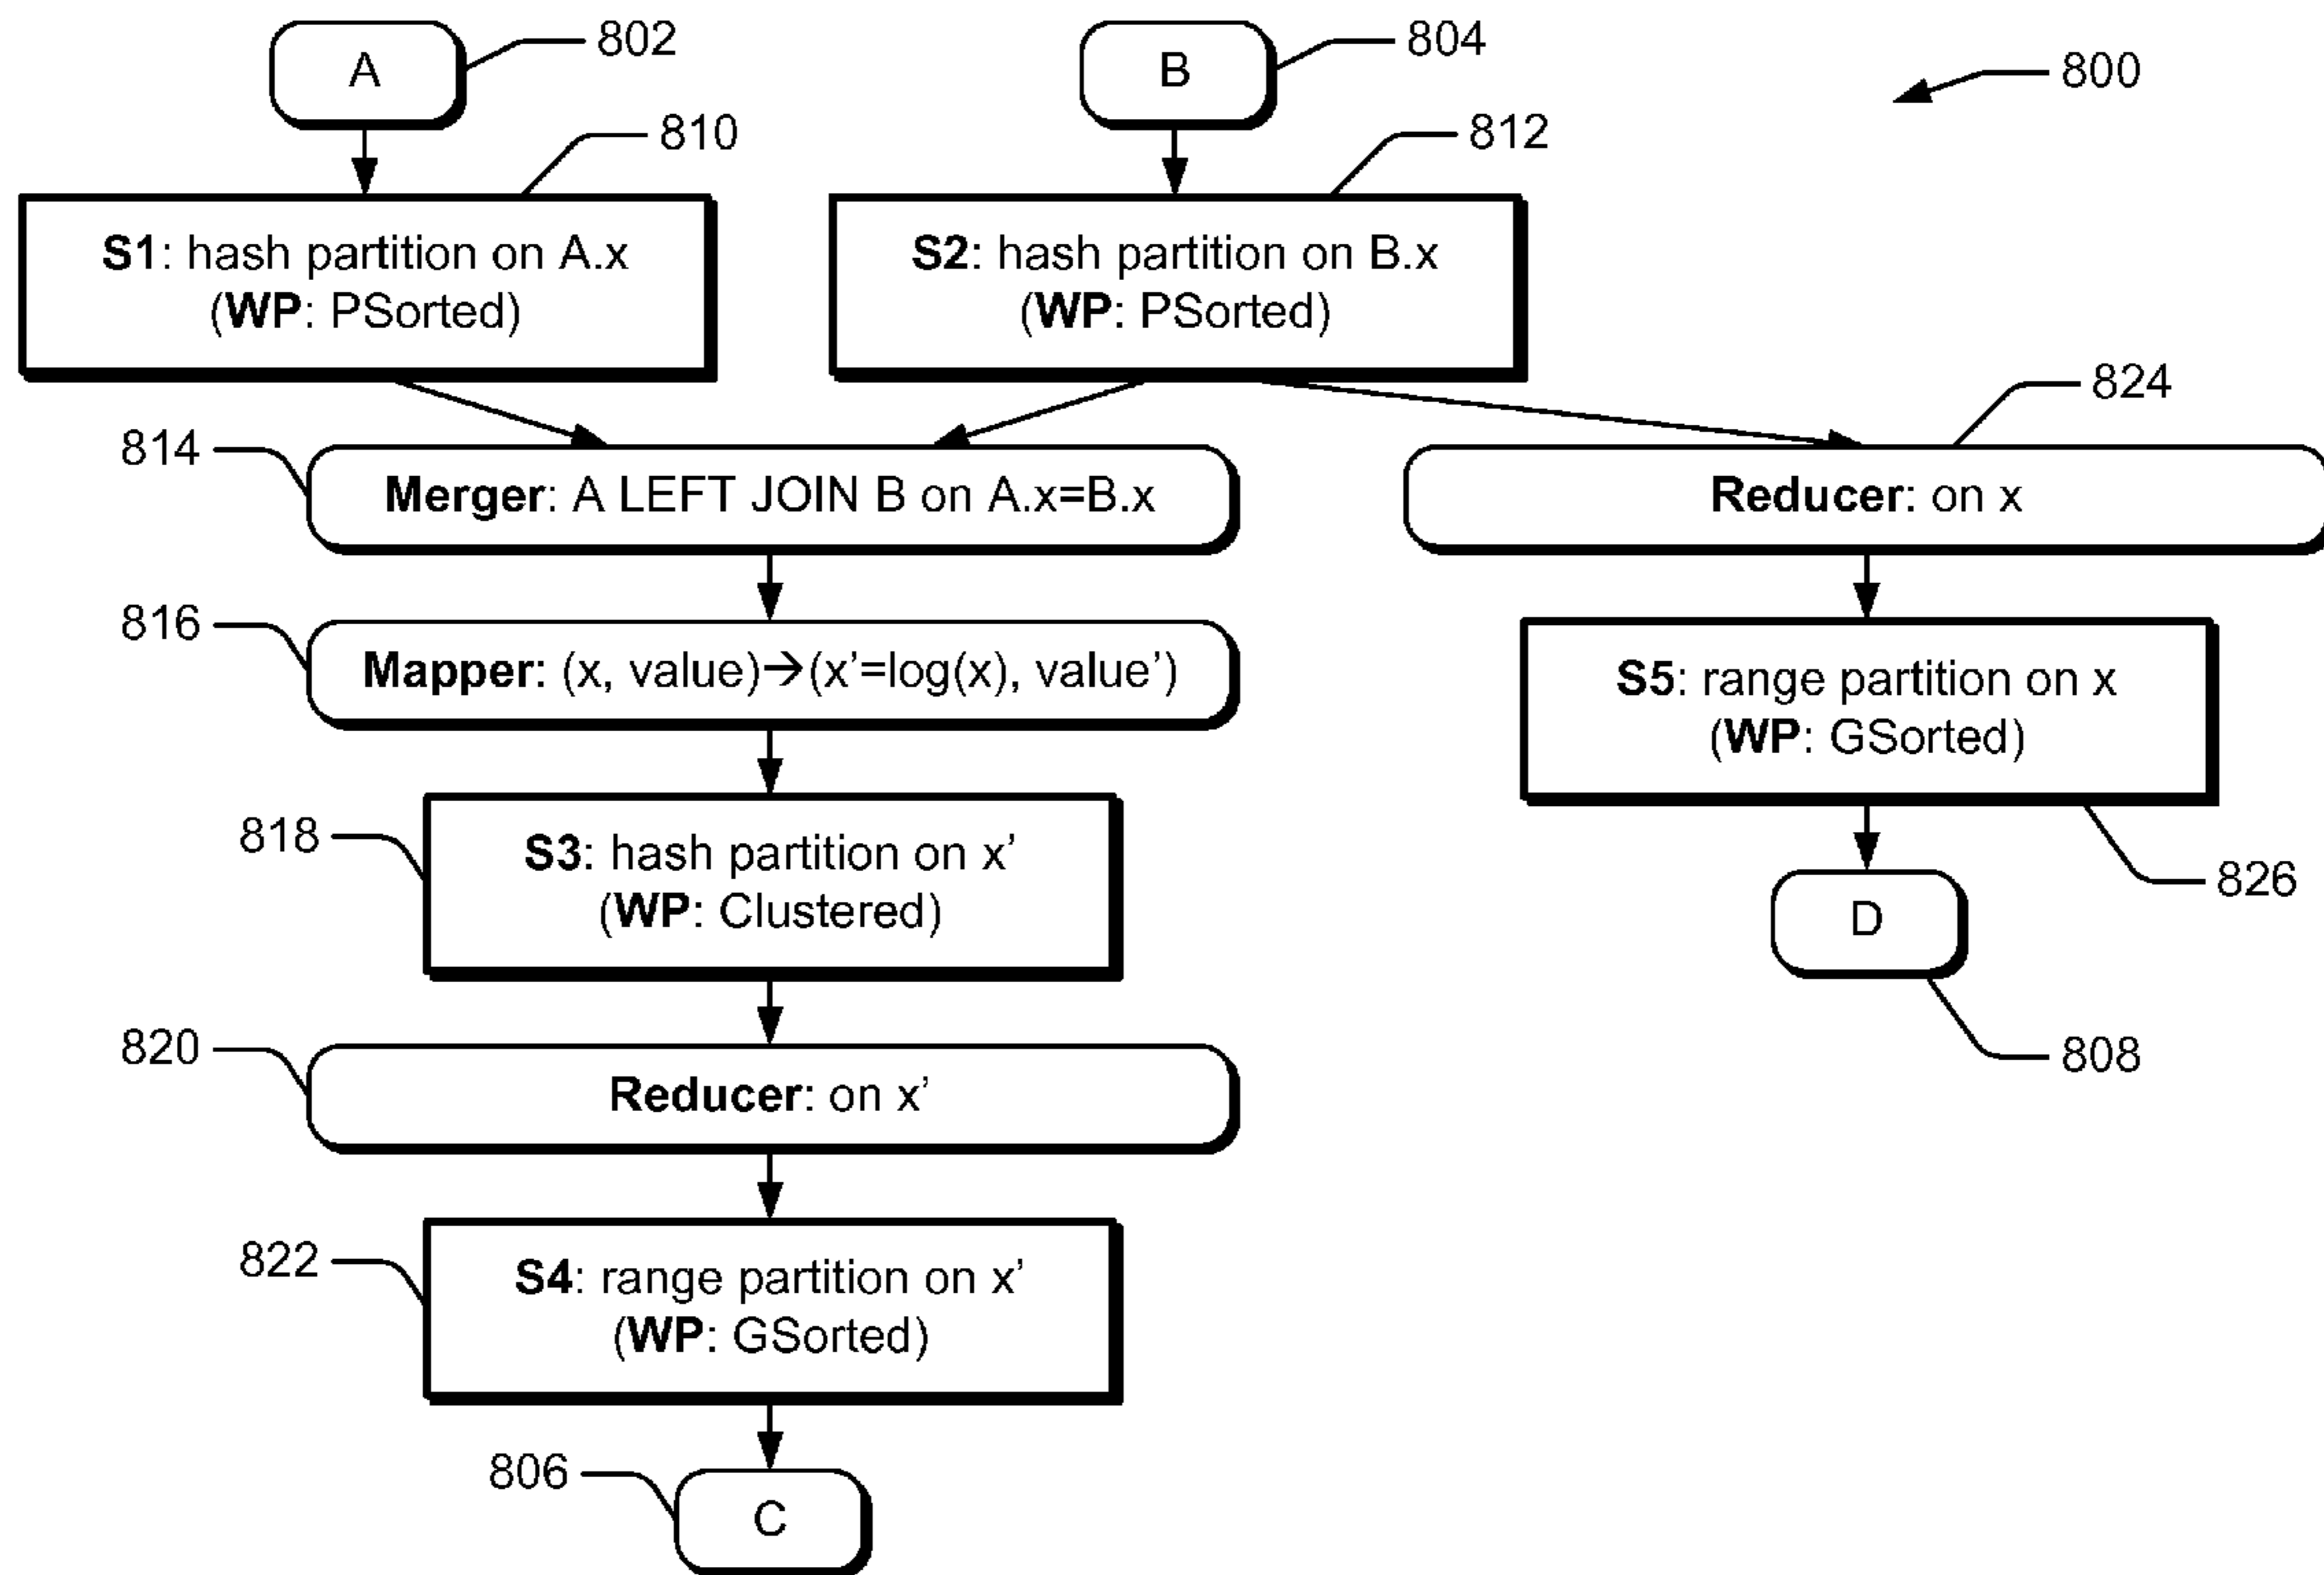 A
802
B
804
800
810
812
S1: hash partition on A.x
(WP: PSorted)
S2: hash partition on B.x
(WP: PSorted)
824
814
Merger: A LEFT JOIN B on A.x=B.x
Reducer: on x
816
Mapper: (x, value)→(x’=log(x), value’)
S5: range partition on x
(WP: GSorted)
818
S3: hash partition on x’
(WP: Clustered)
826
D
820
Reducer: on x’
808
822
S4: range partition on x’
(WP: GSorted)
806
C